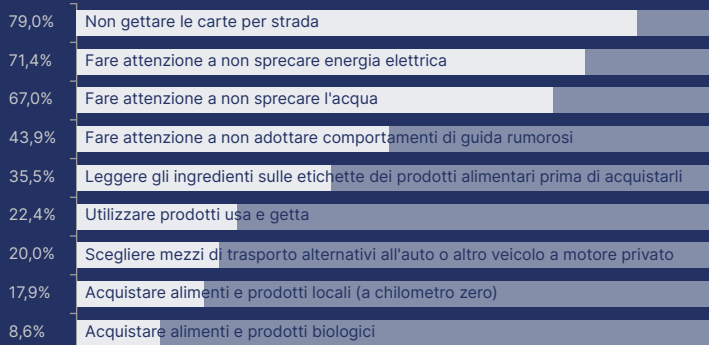 79,0% Non gettare le carte per strada
71,4% Fare attenzione a non sprecare energia elettrica
67,0% Fare attenzione a non sprecare l'acqua
43,9% Fare attenzione a non adottare comportamenti di guida rumorosi
35,5% Leggere gli ingredienti sulle etichette dei prodotti alimentari prima di acquistarli
22,4% Utilizzare prodotti usa e getta
20,0% Scegliere mezzi di trasporto alternativi all'auto o altro veicolo a motore privato
17,9% Acquistare alimenti e prodotti locali (a chilometro zero)
8,6% Acquistare alimenti e prodotti biologici